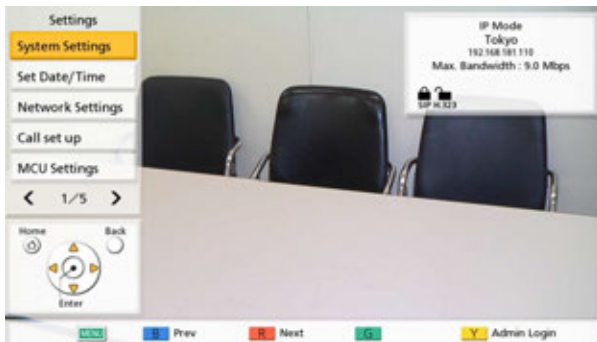 Settings
System Settings
Set Date/Time
Network Settings
Call set up
MCU Settings
1/5
Home
Back
Enter
IP Mode
Tokyo
192.168.181.110
Max. Bandwidth : 9.0 Mbps
SIP H.323
MENU
B Prev
R Next
G
Y Admin Login